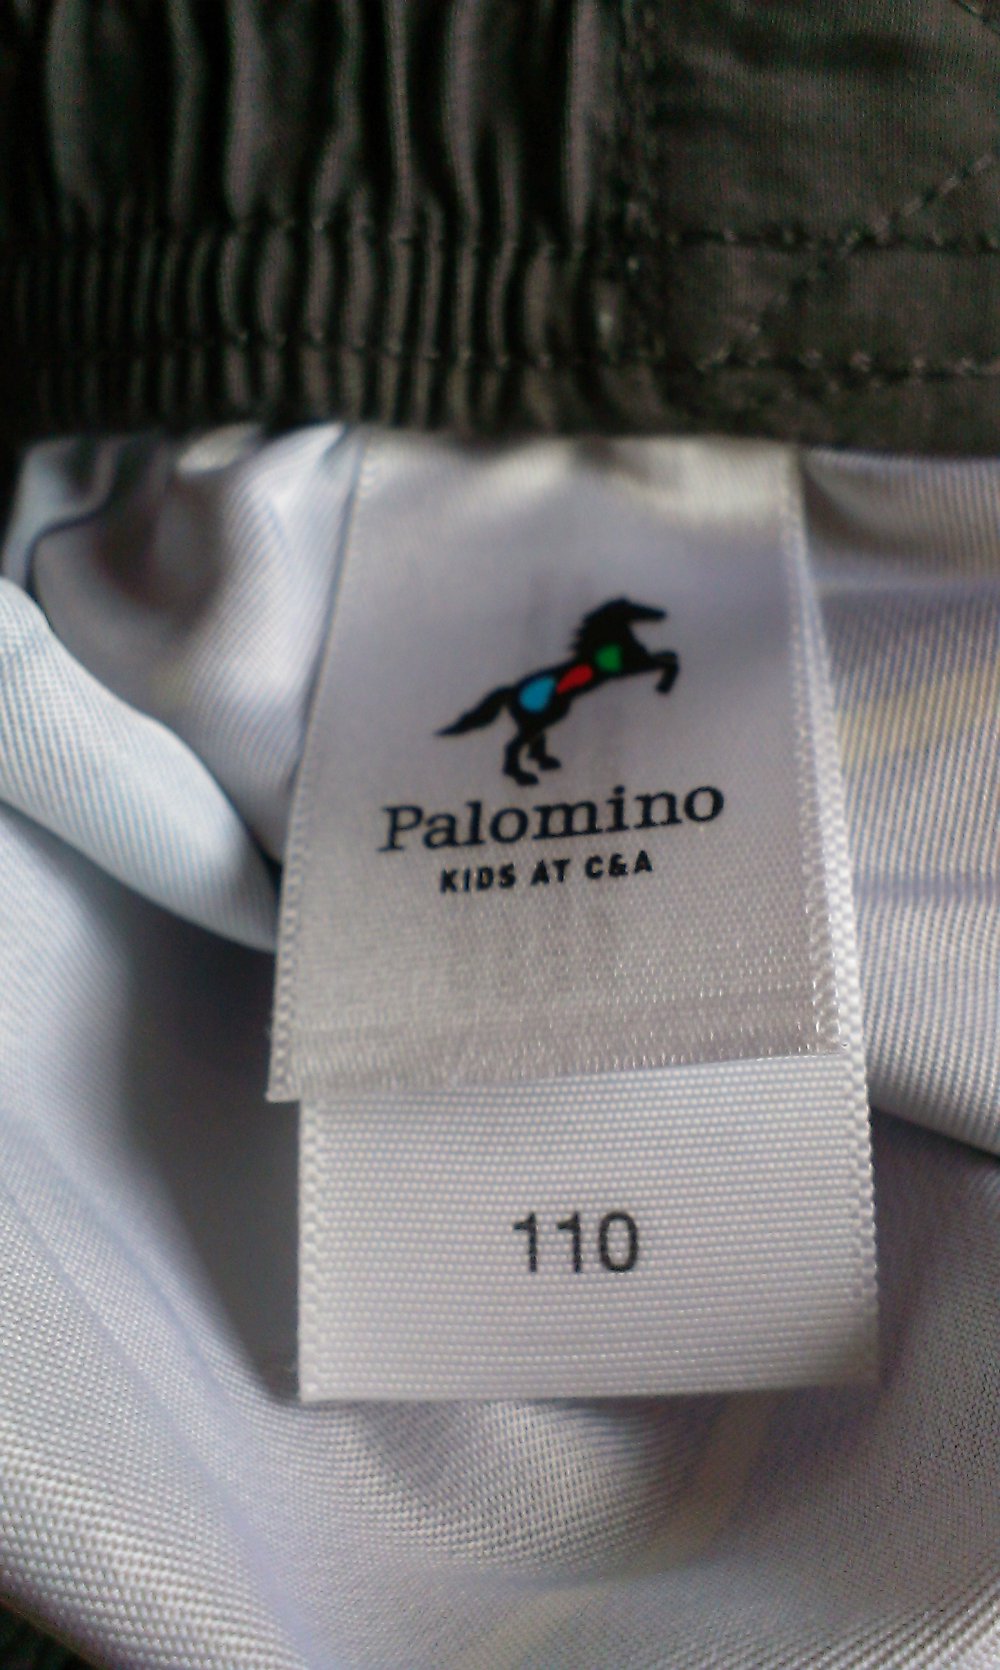 Palomino
KIDS AT C&A
110